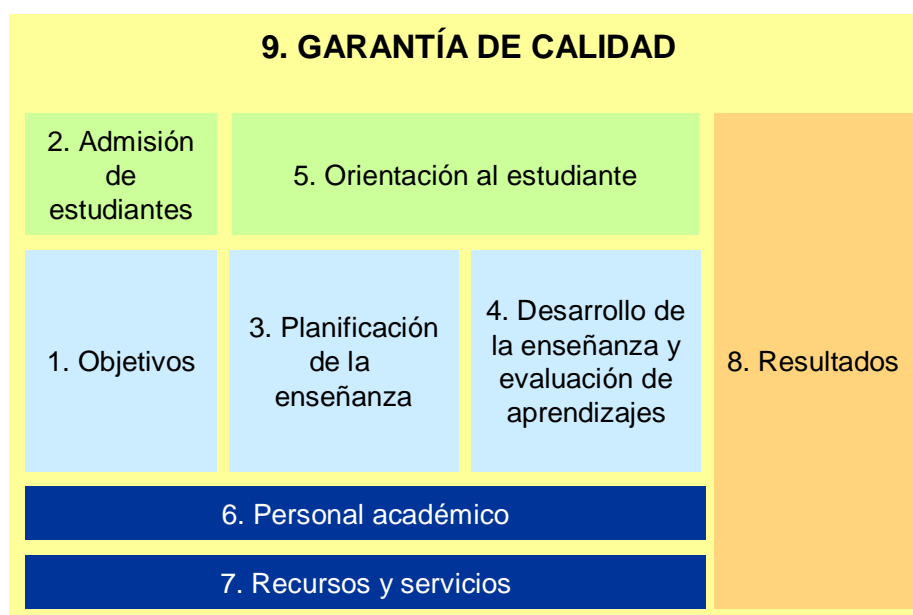 9. GARANTÍA DE CALIDAD
2. Admisión
de
estudiantes
5. Orientación al estudiante
1. Objetivos
3. Planificación
de la
enseñanza
4. Desarrollo de
la enseñanza y
evaluación de
aprendizajes
8. Resultados
6. Personal académico
7. Recursos y servicios